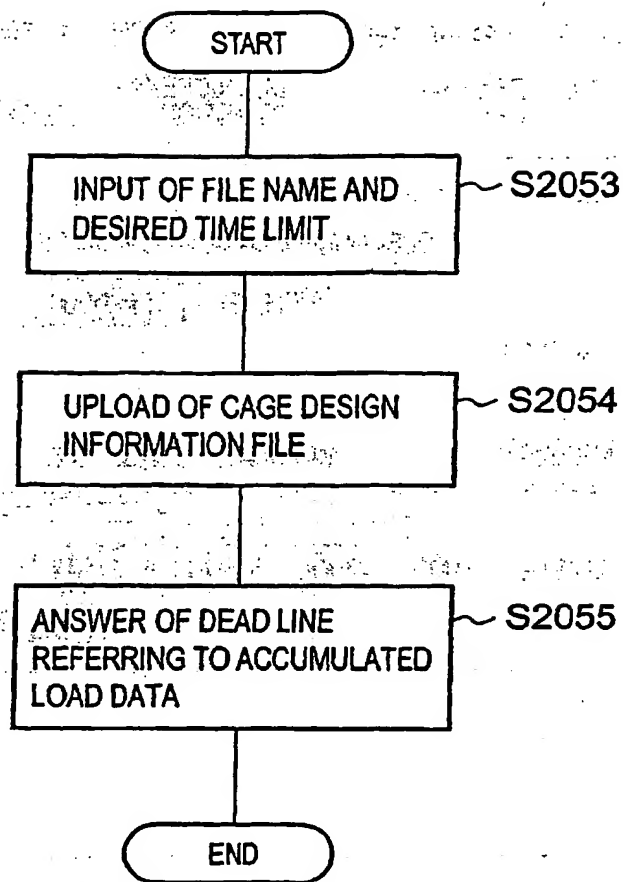 START
INPUT OF FILE NAME AND
DESIRED TIME LIMIT
S2053
UPLOAD OF CAGE DESIGN
INFORMATION FILE
S2054
ANSWER OF DEAD LINE
REFERRING TO ACCUMULATED
LOAD DATA
S2055
END